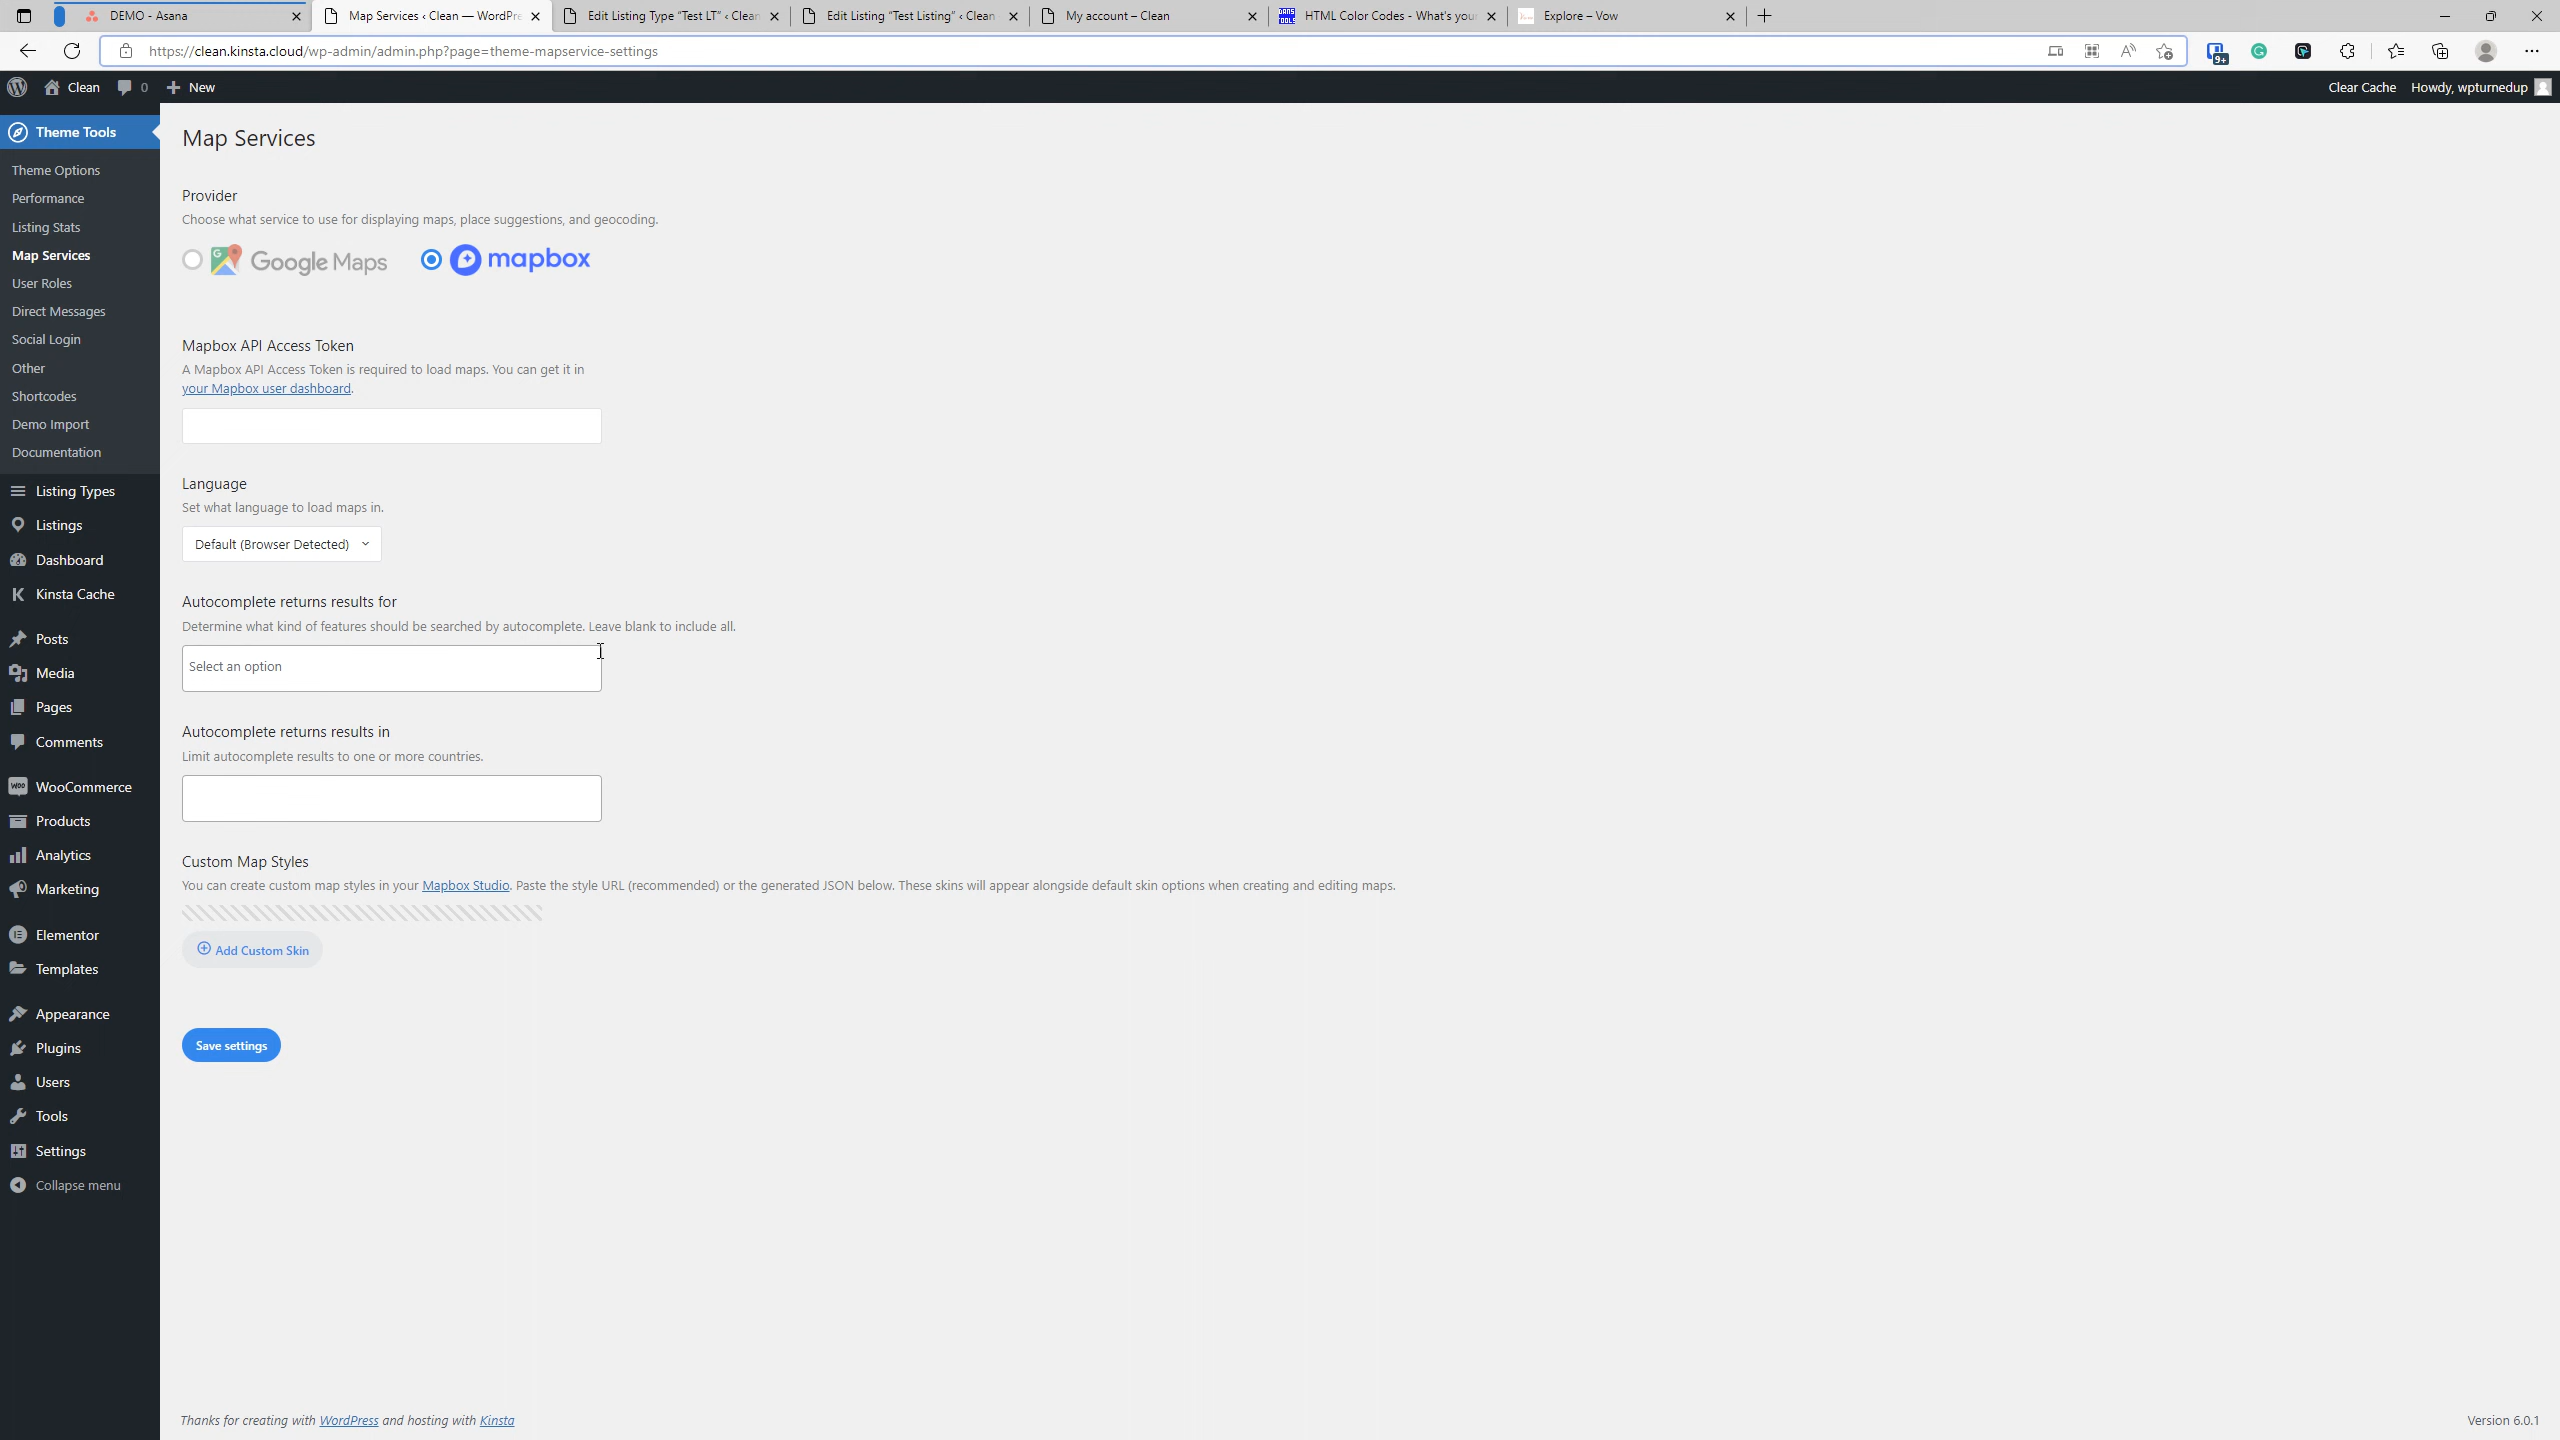 DEMO - Asana
Map Services ‹ Clean — WordPre
Edit Listing Type "Test LT" ‹ Clean
Edit Listing "Test Listing" ‹ Clean
My account – Clean
HTML Color Codes - What's your
Explore – Vow
https://clean.kinsta.cloud/wp-admin/admin.php?page=theme-mapservice-settings
9+
Clean
0
New
Clear Cache
Howdy, wpturnedup
Theme Tools
Theme Options
Performance
Listing Stats
Map Services
User Roles
Direct Messages
Social Login
Other
Shortcodes
Demo Import
Documentation
Listing Types
Listings
Dashboard
Kinsta Cache
Posts
Media
Pages
Comments
WooCommerce
Products
Analytics
Marketing
Elementor
Templates
Appearance
Plugins
Users
Tools
Settings
Collapse menu
Map Services
Provider
Choose what service to use for displaying maps, place suggestions, and geocoding.
Google Maps
mapbox
Mapbox API Access Token
A Mapbox API Access Token is required to load maps. You can get it in
your Mapbox user dashboard.
Language
Set what language to load maps in.
Default (Browser Detected)
Autocomplete returns results for
Determine what kind of features should be searched by autocomplete. Leave blank to include all.
Select an option
Autocomplete returns results in
Limit autocomplete results to one or more countries.
Custom Map Styles
You can create custom map styles in your Mapbox Studio. Paste the style URL (recommended) or the generated JSON below. These skins will appear alongside default skin options when creating and editing maps.
Add Custom Skin
Save settings
Thanks for creating with WordPress and hosting with Kinsta
Version 6.0.1